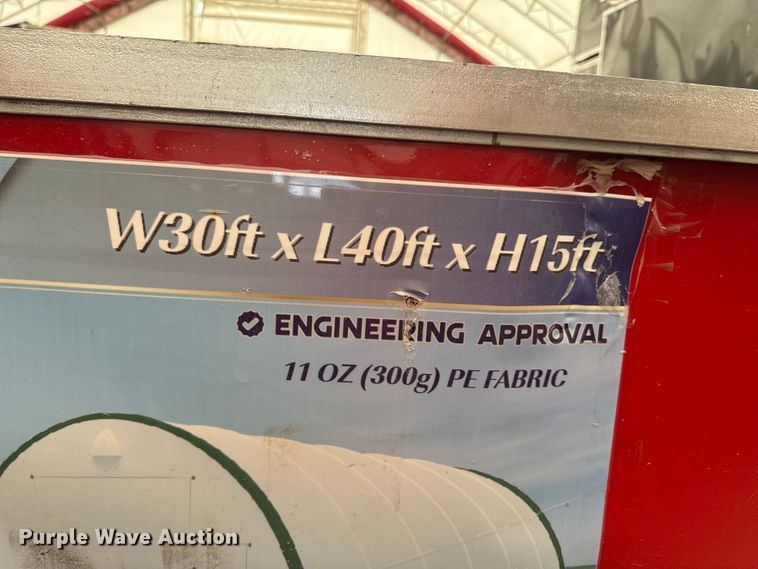 W30ft x L40ft x H15ft
ENGINEERING APPROVAL
11 OZ (300g) PE FABRIC
Purple Wave Auction